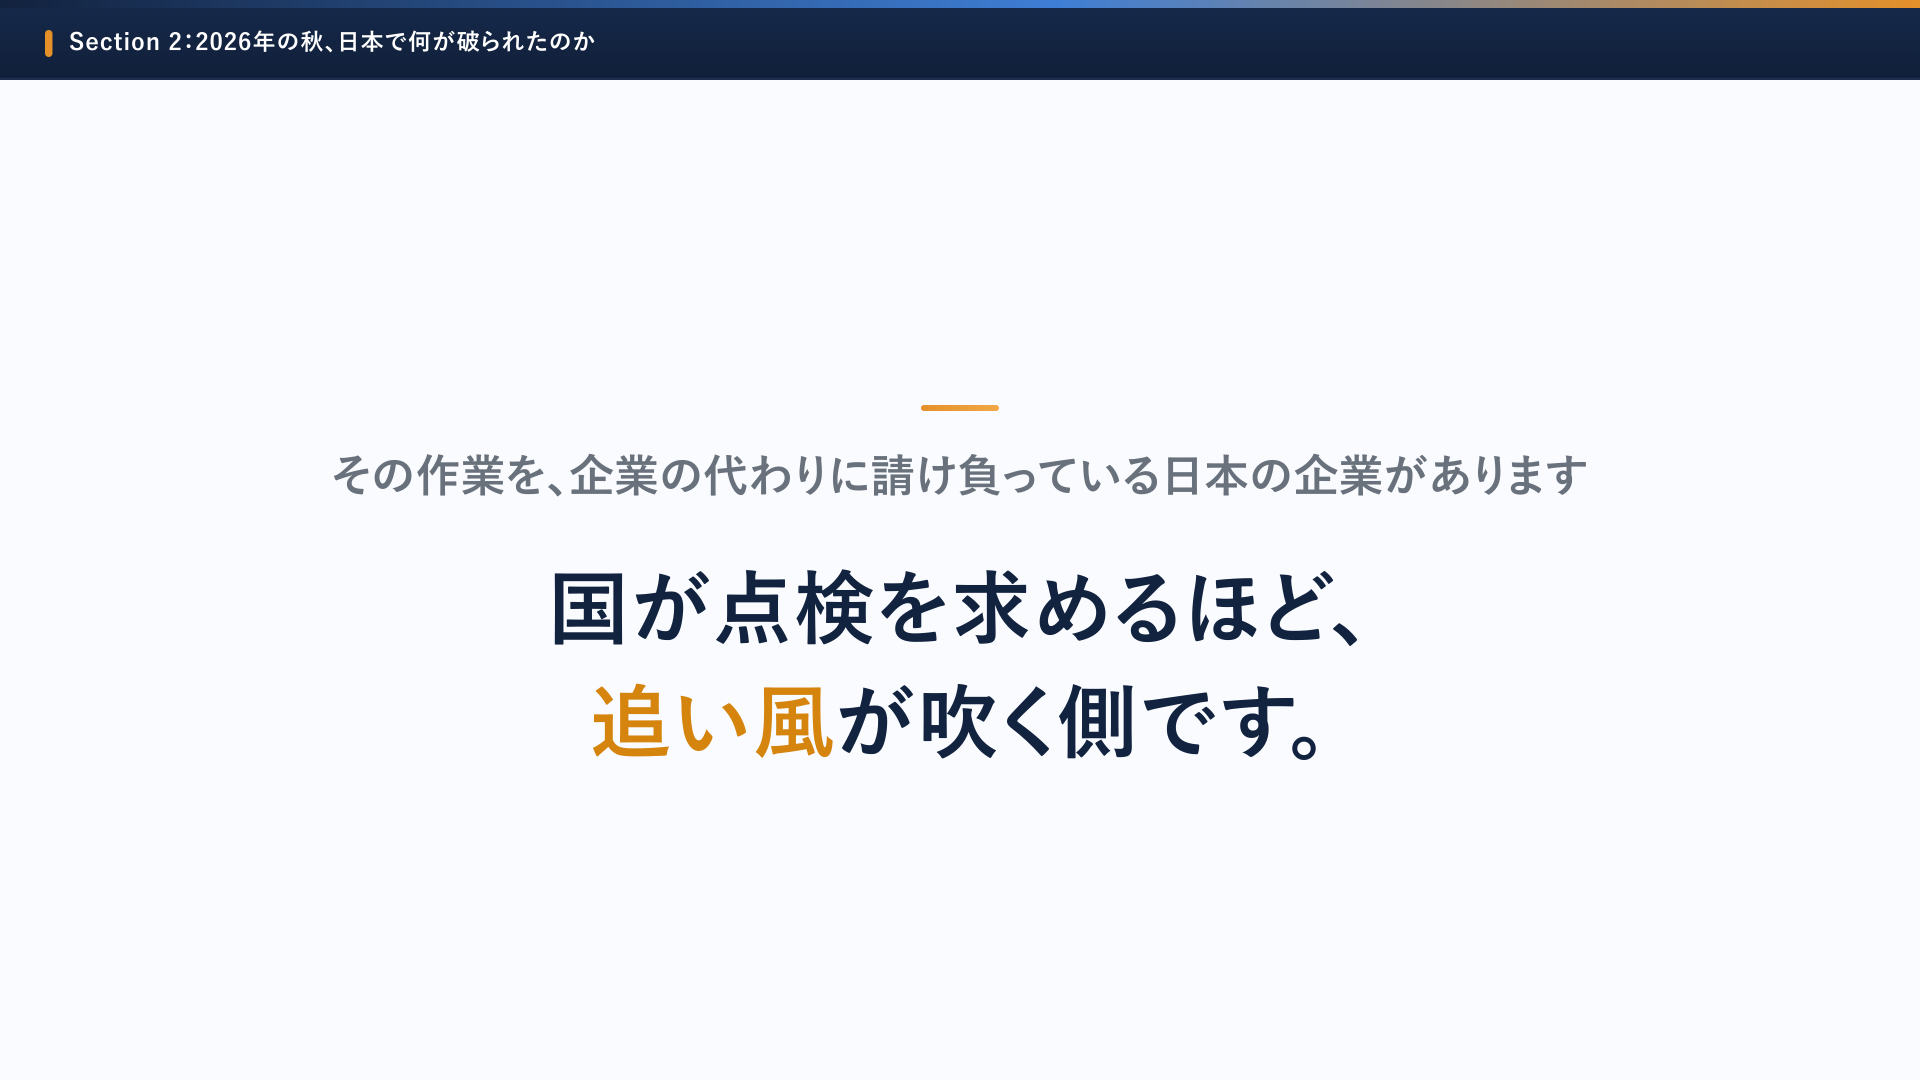 Section 2：2026年の秋、日本で何が破られたのか
その作業を、企業の代わりに請け負っている日本の企業があります
国が点検を求めるほど、
追い風が吹く側です。